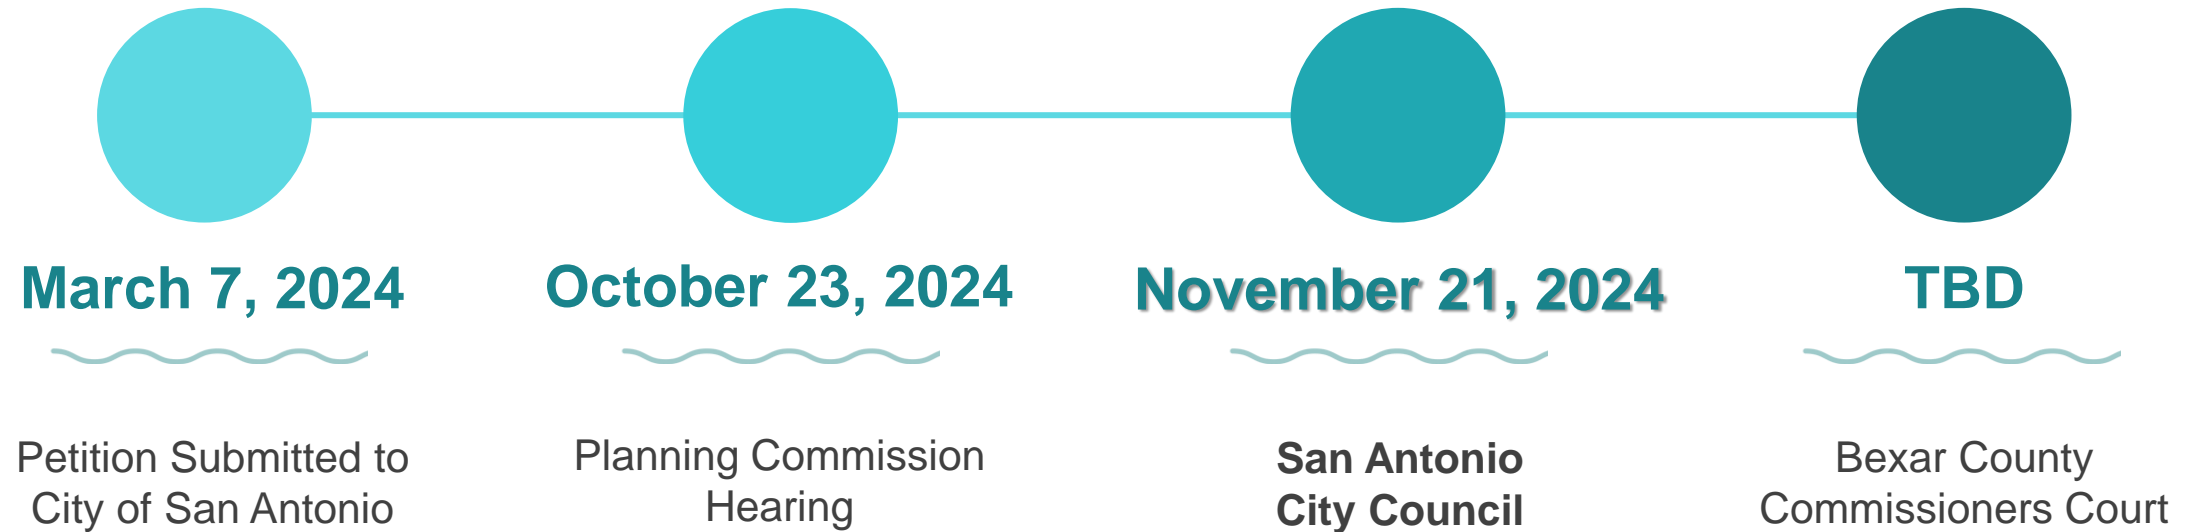 March 7, 2024
Petition Submitted to
City of San Antonio
October 23, 2024
Planning Commission
Hearing
November 21, 2024
San Antonio
City Council
TBD
Bexar County
Commissioners Court